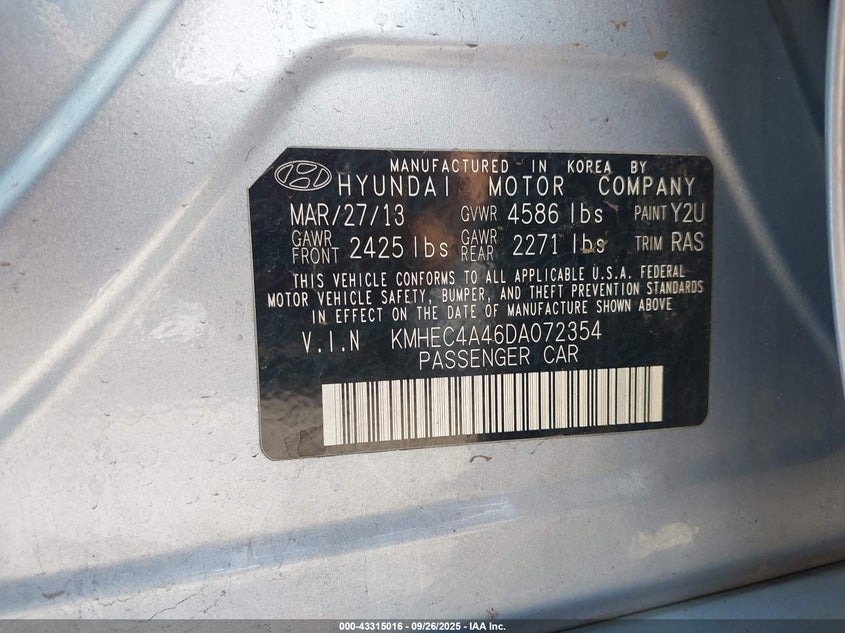 MANUFACTURED IN KOREA BY
HYUNDAI MOTOR COMPANY
MAR/27/13 GVWR 4586 lbs PAINT Y2U
GAWR FRONT 2425 lbs GAWR REAR 2271 lbs TRIM RAS
THIS VEHICLE CONFORMS TO ALL APPLICABLE U.S.A. FEDERAL
MOTOR VEHICLE SAFETY, BUMPER, AND THEFT PREVENTION STANDARDS
IN EFFECT ON THE DATE OF MANUFACTURE SHOWN ABOVE
V.I.N KMHEC4A46DA072354
PASSENGER CAR
000-43315016 - 09/26/2025 - IAA Inc.